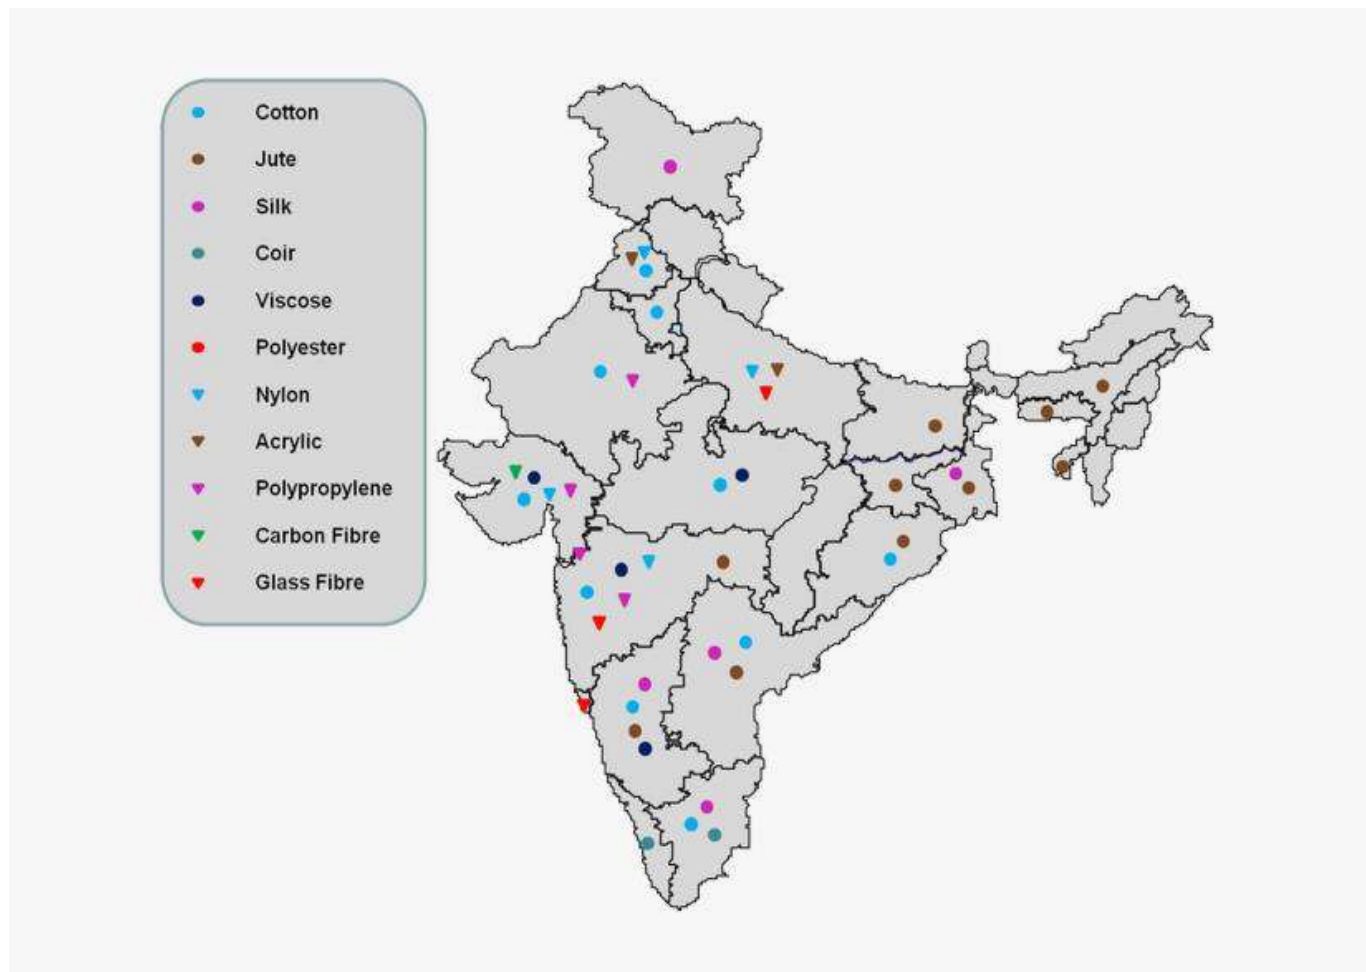 Cotton
Jute
Silk
Coir
Viscose
Polyester
Nylon
Acrylic
Polypropylene
Carbon Fibre
Glass Fibre